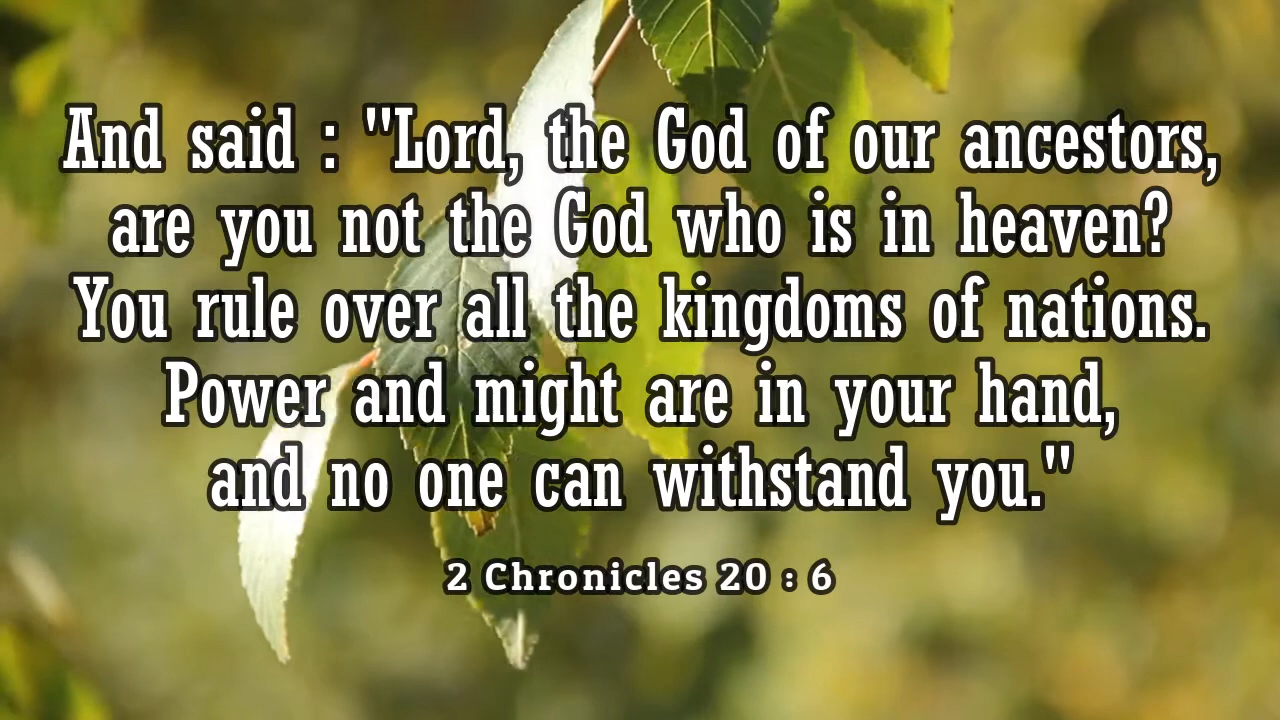 And said : "Lord, the God of our ancestors,
are you not the God who is in heaven?
You rule over all the kingdoms of nations.
Power and might are in your hand,
and no one can withstand you."
2 Chronicles 20 : 6